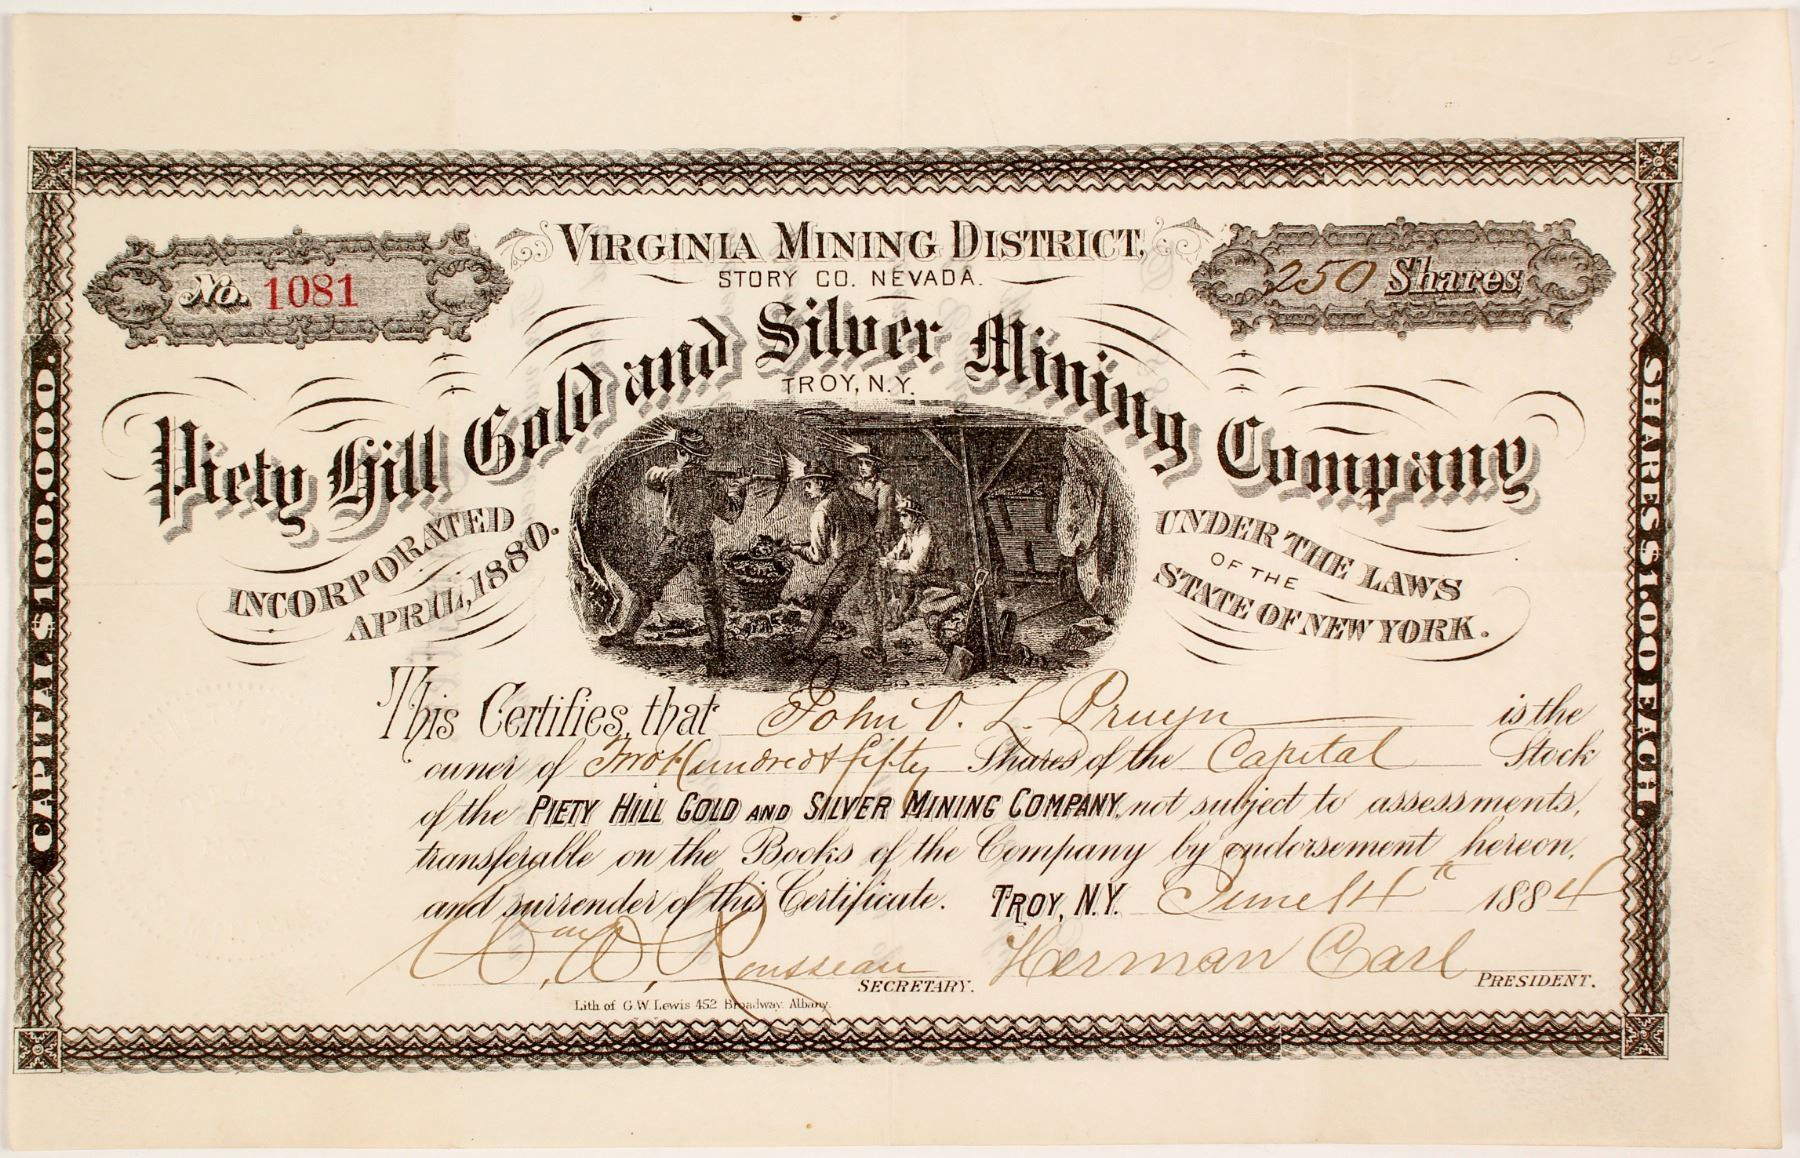 VIRGINIA MINING DISTRICT,
STORY CO. NEVADA.
No. 1081
250 Shares
Piety Hill Gold and Silver Mining Company
TROY, N.Y.
INCORPORATED
APRIL, 1880.
UNDER THE LAWS
OF THE
STATE OF NEW YORK.
CAPITAL $100,000.
SHARES $1.00 EACH.
This Certifies, that John V. L. Pruyn is the
owner of Two Hundred & fifty Shares of the Capital Stock
of the PIETY HILL GOLD AND SILVER MINING COMPANY, not subject to assessments,
transferable on the Books of the Company by endorsement hereon,
and surrender of this Certificate. TROY, N.Y. June 14th 1884
Wm. A. Rousseau SECRETARY.
Herman Carl PRESIDENT.
Lith of G.W. Lewis 452 Broadway. Albany.